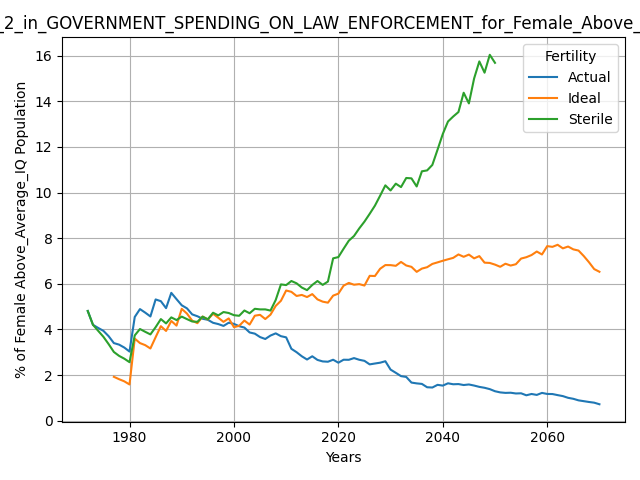 _2_in_GOVERNMENT_SPENDING_ON_LAW_ENFORCEMENT_for_Female_Above_
% of Female Above_Average_IQ Population
16
14
12
10
8
6
4
2
0
1980 2000 2020 2040 2060
Years
Fertility
Actual
Ideal
Sterile